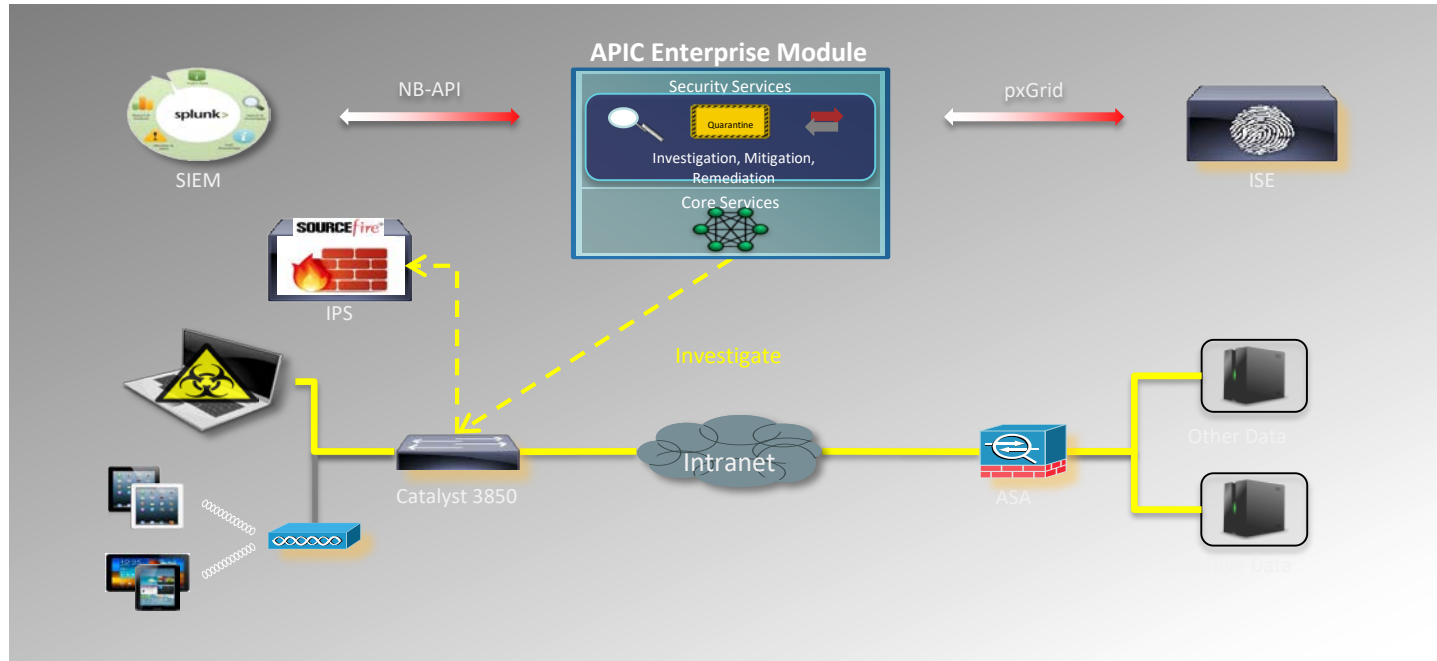 APIC Enterprise Module
Security Services
NB-API
pxGrid
splunk>
Quarantine
Investigation, Mitigation,
Remediation
SIEM
ISE
Core Services
SOURCEfire
IPS
Investigate
Intranet
Other Data
Catalyst 3850
ASA
Data